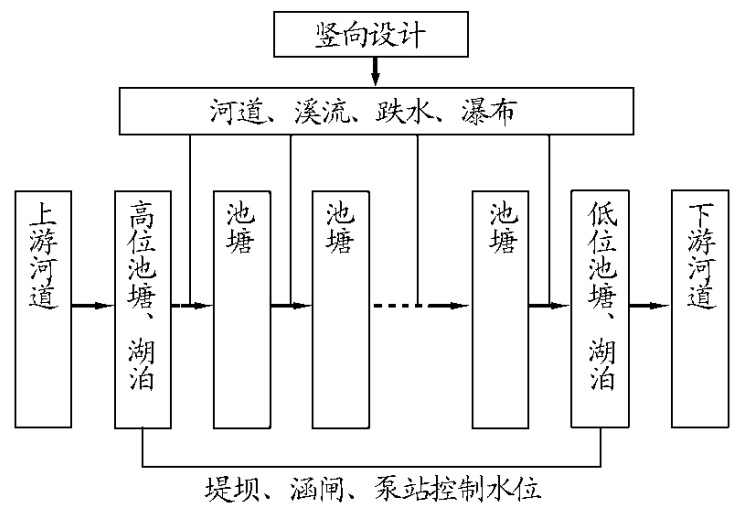 竖向设计
河道、溪流、跌水、瀑布
上游河道
高位池塘、湖泊
池塘
池塘
池塘
低位池塘、湖泊
下游河道
堤坝、涵闸、泵站控制水位